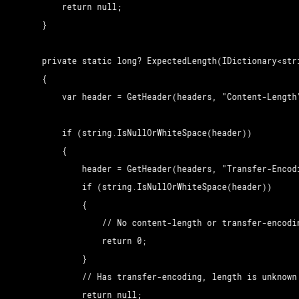 return null;
}
private static long? ExpectedLength(IDictionary<stri
{
var header = GetHeader(headers, "Content-Length"
if (string.IsNullOrWhiteSpace(header))
{
header = GetHeader(headers, "Transfer-Encodi
if (string.IsNullOrWhiteSpace(header))
{
// No content-length or transfer-encodin
return 0;
}
// Has transfer-encoding, length is unknown
return null;